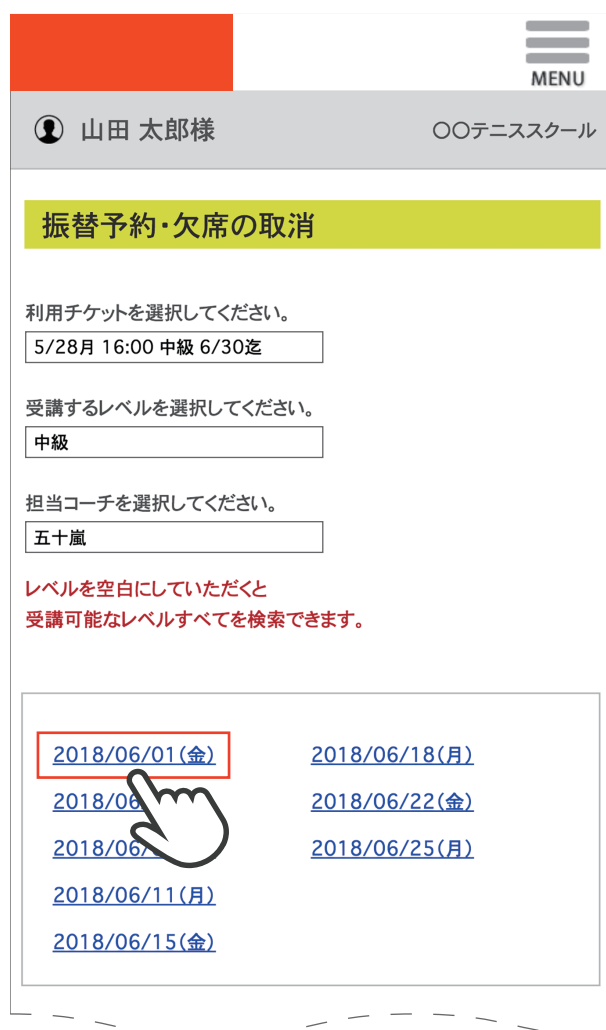 MENU
山田 太郎様
〇〇テニススクール
振替予約・欠席の取消
利用チケットを選択してください。
5/28月 16:00 中級 6/30迄
受講するレベルを選択してください。
中級
担当コーチを選択してください。
五十嵐
レベルを空白にしていただくと
受講可能なレベルすべてを検索できます。
2018/06/01(金)
2018/06
2018/06/
2018/06/11(月)
2018/06/15(金)
2018/06/18(月)
2018/06/22(金)
2018/06/25(月)